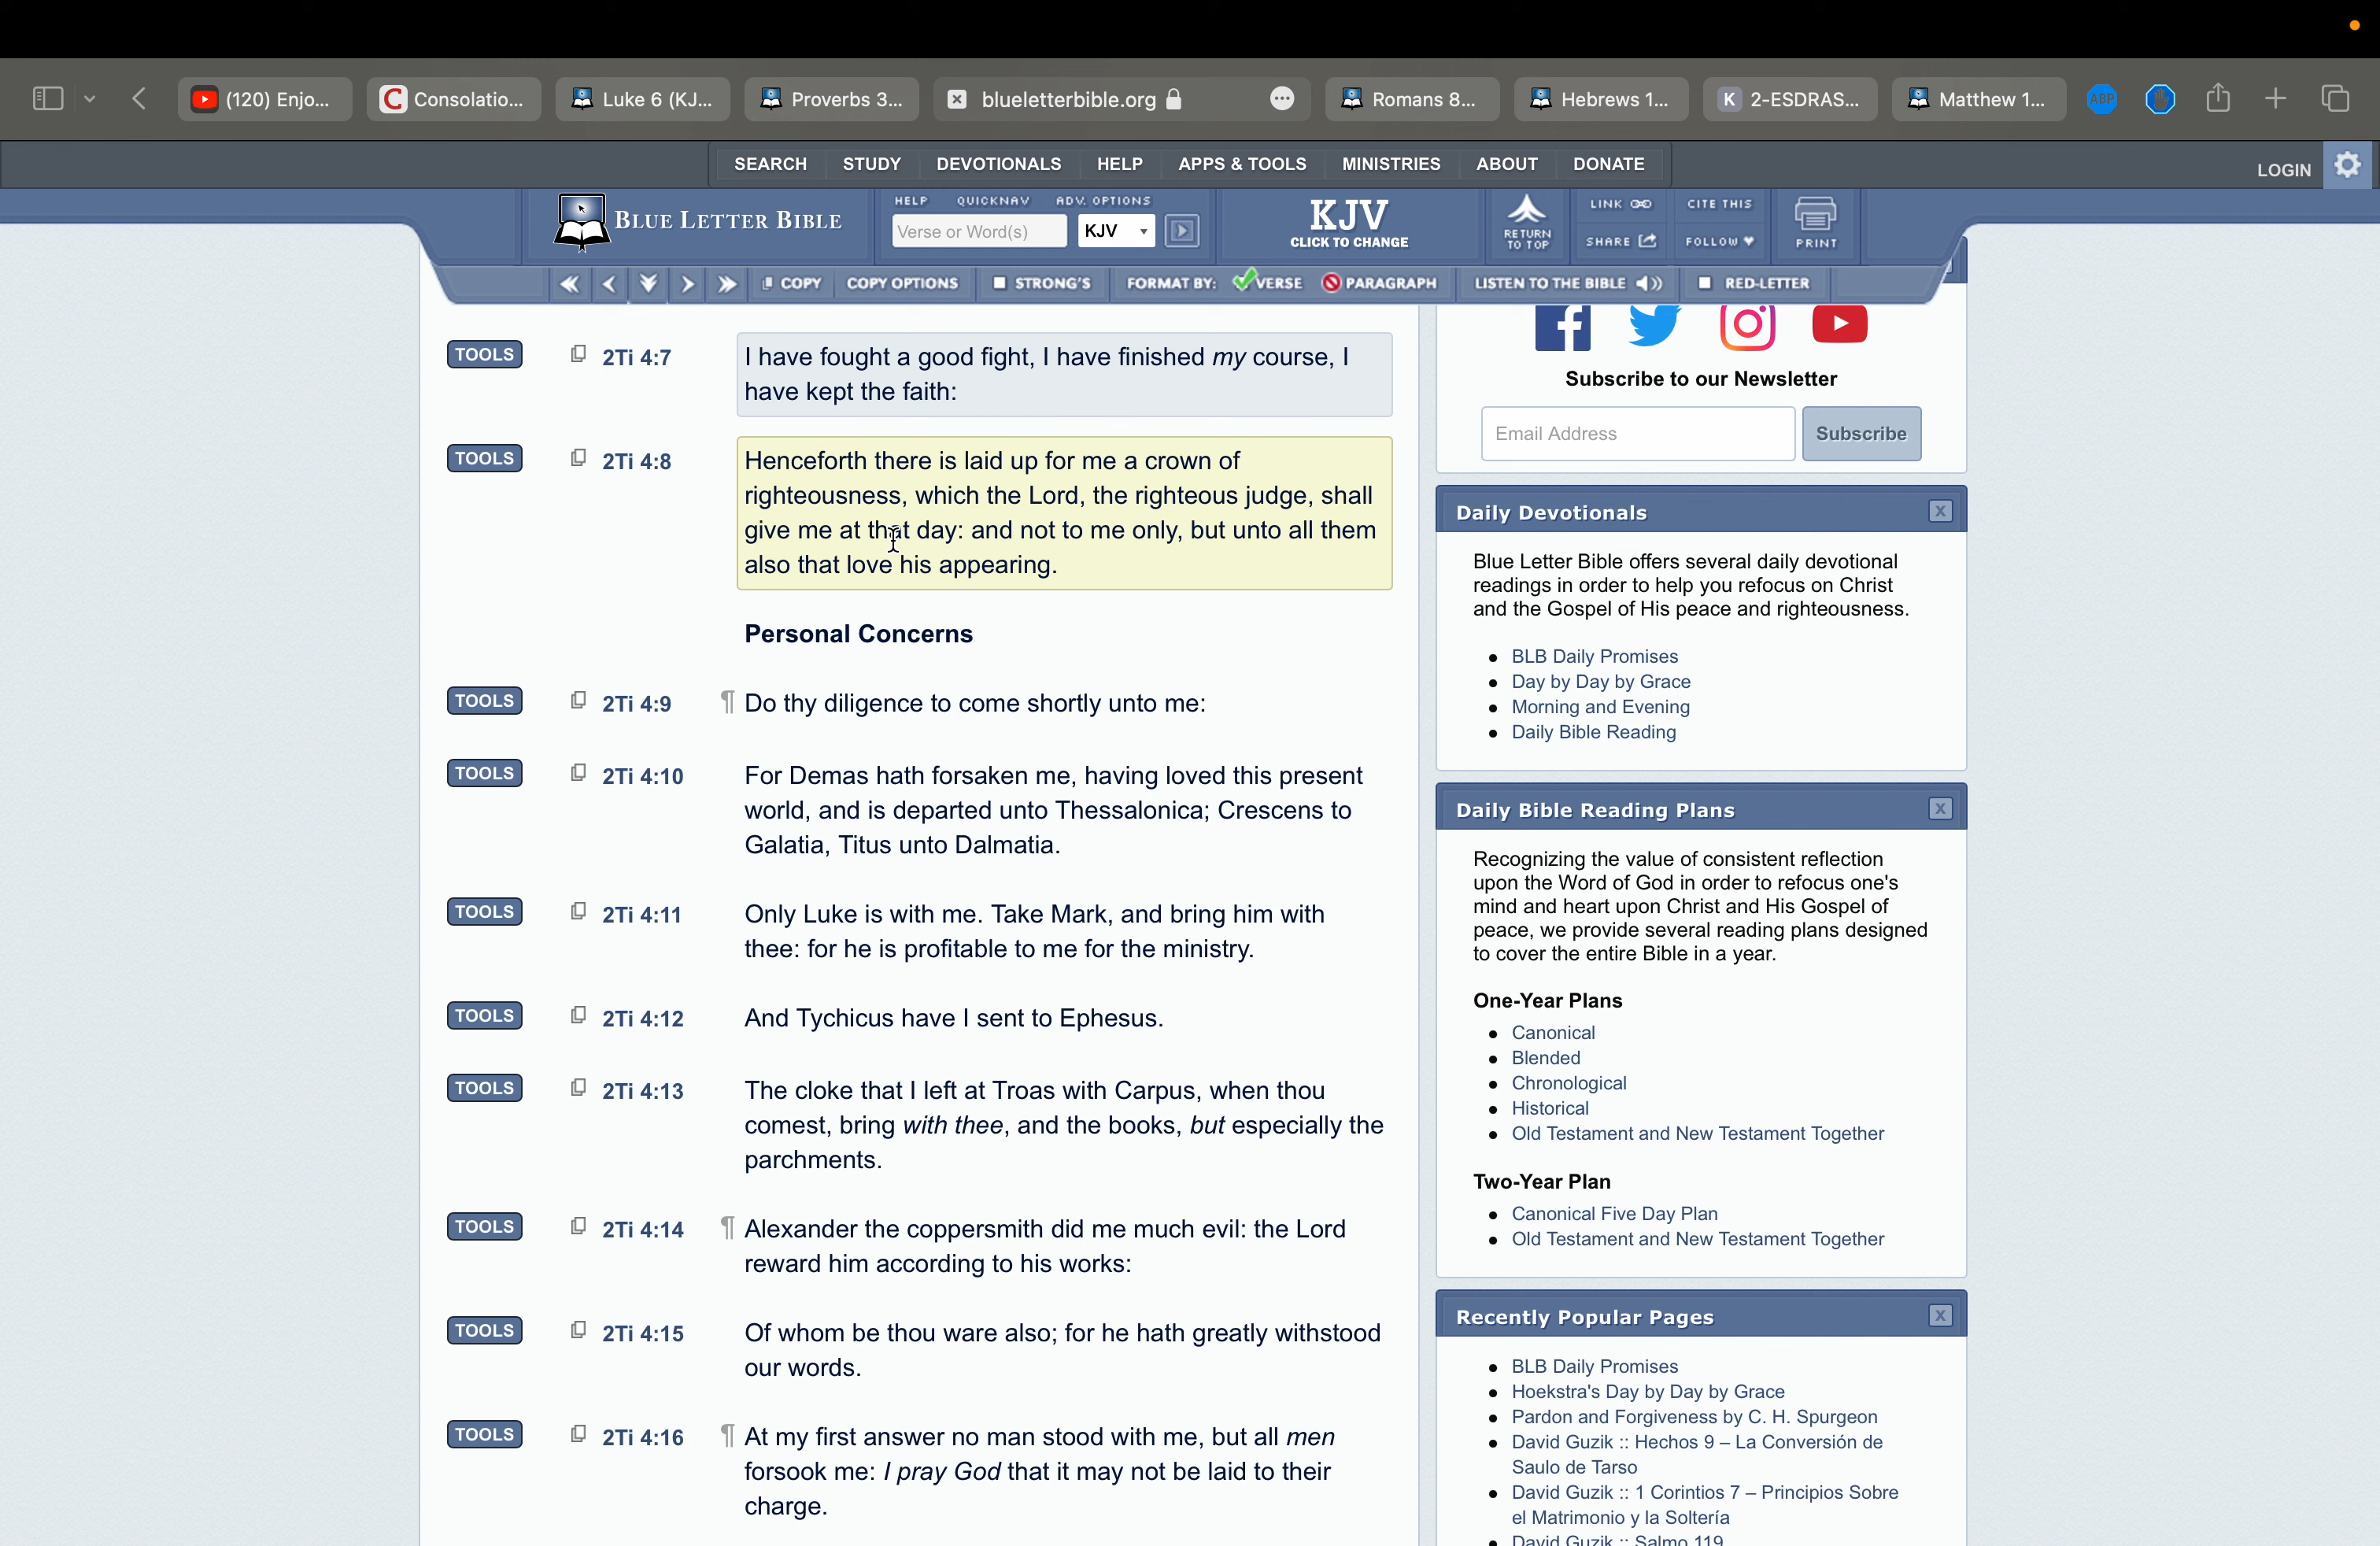 (120) Enjo...
Consolatio...
Luke 6 (KJ...
Proverbs 3...
blueletterbible.org
Romans 8...
Hebrews 1...
K 2-ESDRAS...
Matthew 1...
ABP
SEARCH STUDY DEVOTIONALS HELP APPS & TOOLS MINISTRIES ABOUT DONATE
LOGIN
BLUE LETTER BIBLE
HELP QUICKNAV ADV. OPTIONS
Verse or Word(s) KJV
KJV
CLICK TO CHANGE
RETURN
TO TOP
LINK CITE THIS
SHARE FOLLOW
PRINT
COPY COPY OPTIONS STRONG'S FORMAT BY: VERSE PARAGRAPH LISTEN TO THE BIBLE RED-LETTER
TOOLS 2Ti 4:7 I have fought a good fight, I have finished my course, I
have kept the faith:
TOOLS 2Ti 4:8 Henceforth there is laid up for me a crown of
righteousness, which the Lord, the righteous judge, shall
give me at that day: and not to me only, but unto all them
also that love his appearing.
Personal Concerns
TOOLS 2Ti 4:9 ¶ Do thy diligence to come shortly unto me:
TOOLS 2Ti 4:10 For Demas hath forsaken me, having loved this present
world, and is departed unto Thessalonica; Crescens to
Galatia, Titus unto Dalmatia.
TOOLS 2Ti 4:11 Only Luke is with me. Take Mark, and bring him with
thee: for he is profitable to me for the ministry.
TOOLS 2Ti 4:12 And Tychicus have I sent to Ephesus.
TOOLS 2Ti 4:13 The cloke that I left at Troas with Carpus, when thou
comest, bring with thee, and the books, but especially the
parchments.
TOOLS 2Ti 4:14 ¶ Alexander the coppersmith did me much evil: the Lord
reward him according to his works:
TOOLS 2Ti 4:15 Of whom be thou ware also; for he hath greatly withstood
our words.
TOOLS 2Ti 4:16 ¶ At my first answer no man stood with me, but all men
forsook me: I pray God that it may not be laid to their
charge.
Subscribe to our Newsletter
Email Address Subscribe
Daily Devotionals X
Blue Letter Bible offers several daily devotional
readings in order to help you refocus on Christ
and the Gospel of His peace and righteousness.
BLB Daily Promises
Day by Day by Grace
Morning and Evening
Daily Bible Reading
Daily Bible Reading Plans X
Recognizing the value of consistent reflection
upon the Word of God in order to refocus one's
mind and heart upon Christ and His Gospel of
peace, we provide several reading plans designed
to cover the entire Bible in a year.
One-Year Plans
Canonical
Blended
Chronological
Historical
Old Testament and New Testament Together
Two-Year Plan
Canonical Five Day Plan
Old Testament and New Testament Together
Recently Popular Pages X
BLB Daily Promises
Hoekstra's Day by Day by Grace
Pardon and Forgiveness by C. H. Spurgeon
David Guzik :: Hechos 9 – La Conversión de
Saulo de Tarso
David Guzik :: 1 Corintios 7 – Principios Sobre
el Matrimonio y la Soltería
David Guzik :: Salmo 119